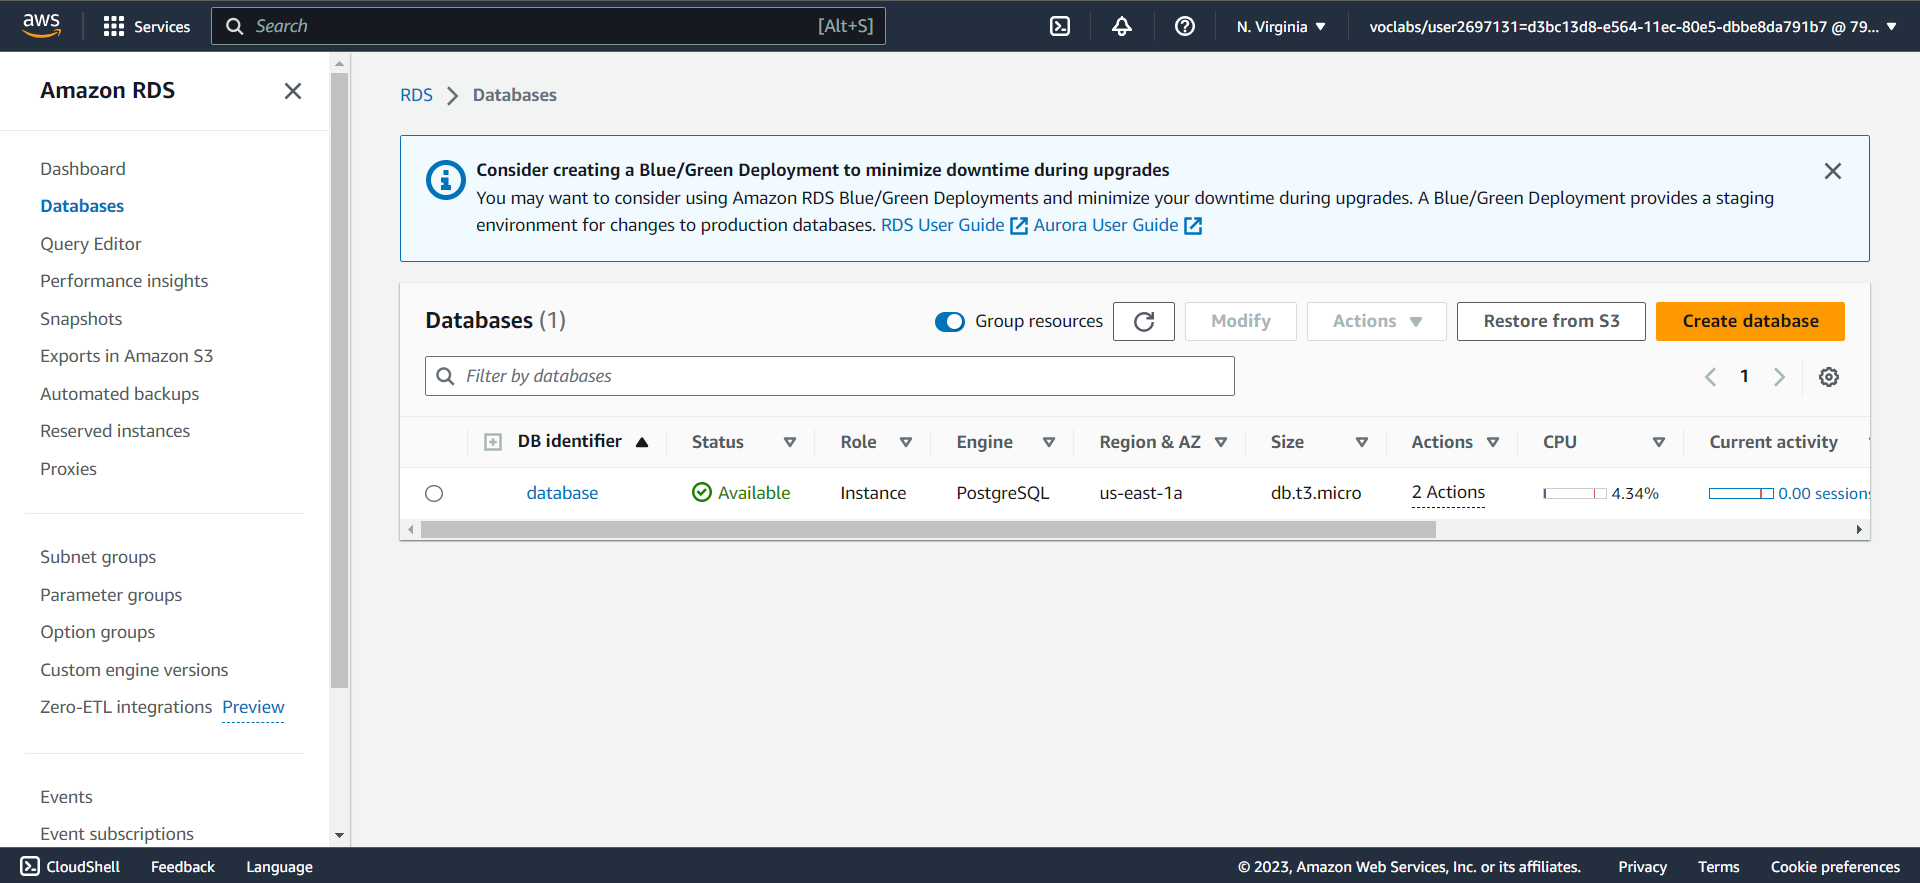 aws
Services
Search [Alt+S]
N. Virginia
voclabs/user2697131=d3bc13d8-e564-11ec-80e5-dbbe8da791b7 @ 79...
Amazon RDS
Dashboard
Databases
Query Editor
Performance insights
Snapshots
Exports in Amazon S3
Automated backups
Reserved instances
Proxies
Subnet groups
Parameter groups
Option groups
Custom engine versions
Zero-ETL integrations Preview
Events
Event subscriptions
RDS > Databases
Consider creating a Blue/Green Deployment to minimize downtime during upgrades
You may want to consider using Amazon RDS Blue/Green Deployments and minimize your downtime during upgrades. A Blue/Green Deployment provides a staging
environment for changes to production databases. RDS User Guide Aurora User Guide
Databases (1)
Group resources
Modify
Actions
Restore from S3
Create database
Filter by databases
1
DB identifier Status Role Engine Region & AZ Size Actions CPU Current activity
database Available Instance PostgreSQL us-east-1a db.t3.micro 2 Actions 4.34% 0.00 sessions
CloudShell Feedback Language
© 2023, Amazon Web Services, Inc. or its affiliates. Privacy Terms Cookie preferences